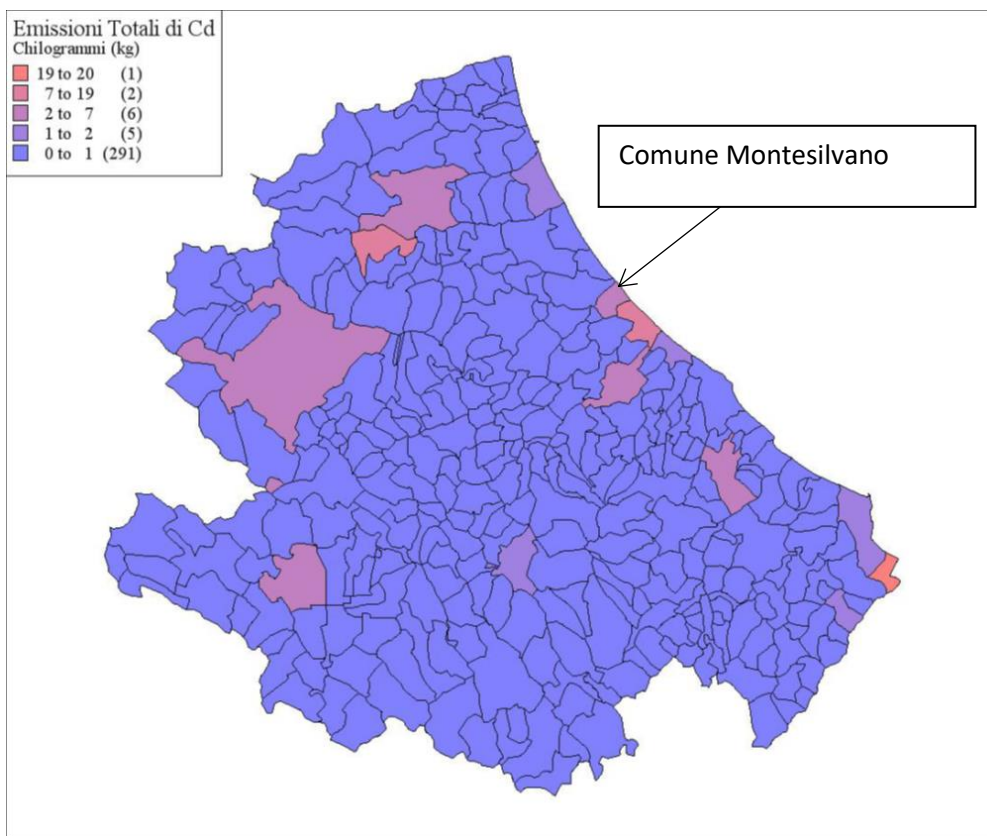 Emissioni Totali di Cd
Chilogrammi (kg)
19 to 20 (1)
7 to 19 (2)
2 to 7 (6)
1 to 2 (5)
0 to 1 (291)
Comune Montesilvano